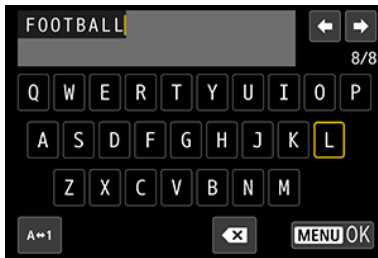 FOOTBALL
8/8
Q W E R T Y U I O P
A S D F G H J K L
Z X C V B N M
A↔1 MENU OK